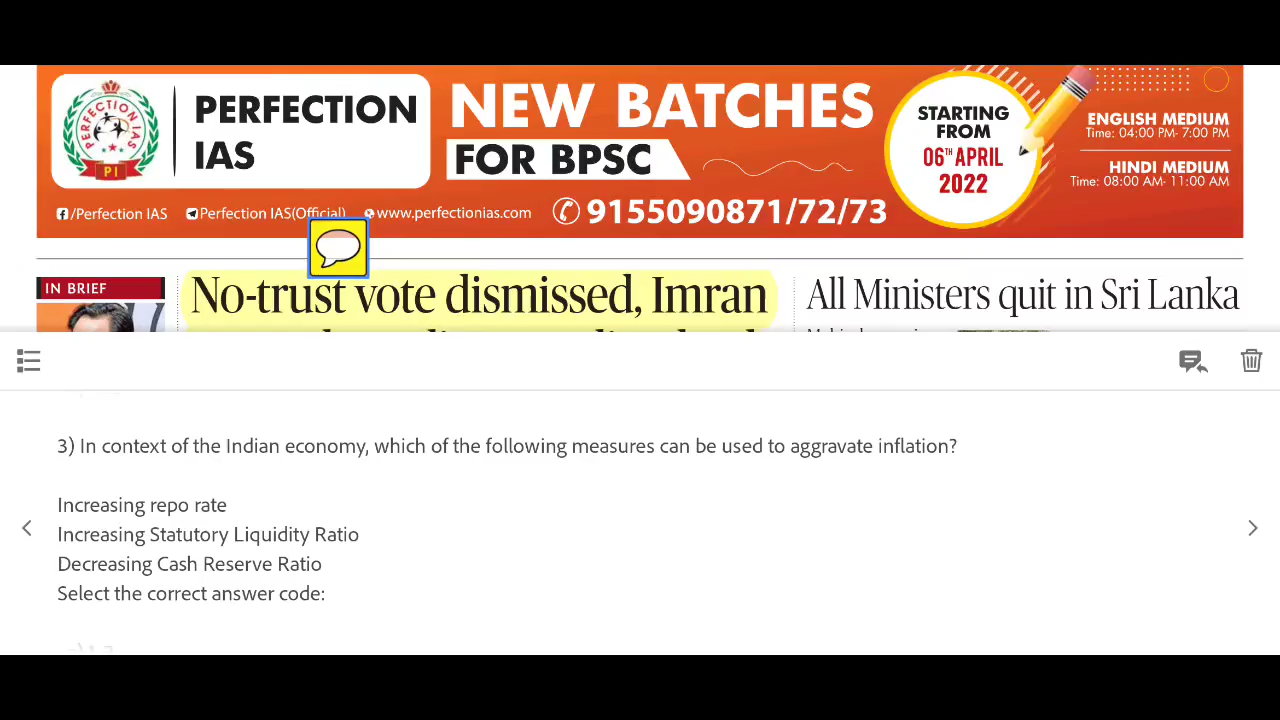 PERFECTION
IAS
PERFECTION IAS
PI
NEW BATCHES
FOR BPSC
STARTING
FROM
06TH APRIL
2022
ENGLISH MEDIUM
Time: 04:00 PM- 7:00 PM
HINDI MEDIUM
Time: 08:00 AM- 11:00 AM
/Perfection IAS
Perfection IAS(Official)
www.perfectionias.com
9155090871/72/73
IN BRIEF
No-trust vote dismissed, Imran
All Ministers quit in Sri Lanka
3) In context of the Indian economy, which of the following measures can be used to aggravate inflation?
Increasing repo rate
Increasing Statutory Liquidity Ratio
Decreasing Cash Reserve Ratio
Select the correct answer code: